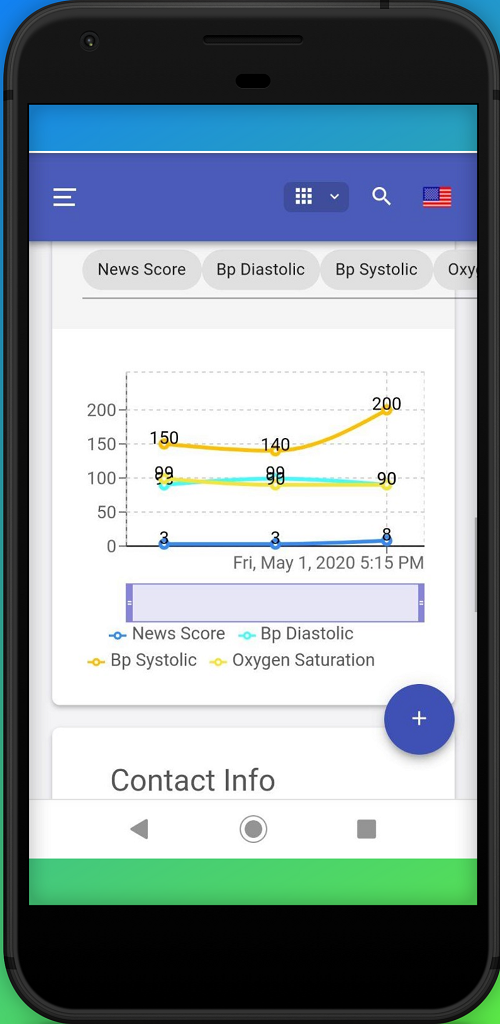 News Score Bp Diastolic Bp Systolic Oxy
200
150
100
50
0
150 140 200
99 99 90
90
3 3 8
Fri, May 1, 2020 5:15 PM
News Score Bp Diastolic
Bp Systolic Oxygen Saturation
+
Contact Info